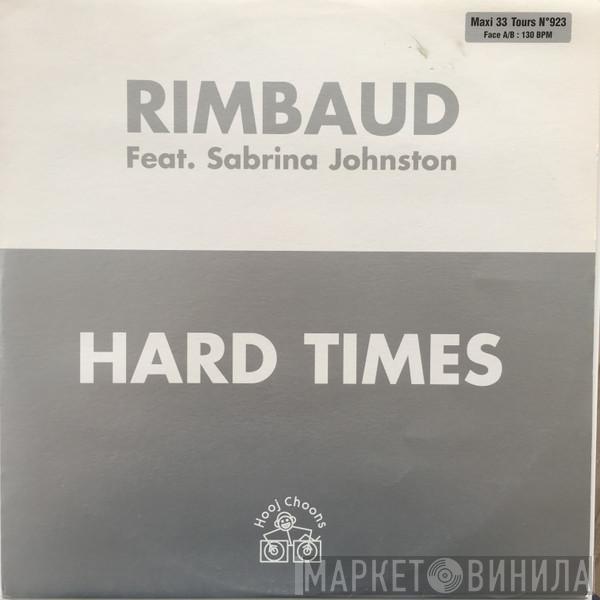 Maxi 33 Tours N°923
Face A/B : 130 BPM
RIMBAUD
Feat. Sabrina Johnston
HARD TIMES
Hooj Choons
МАРКЕТ ВИНИЛА